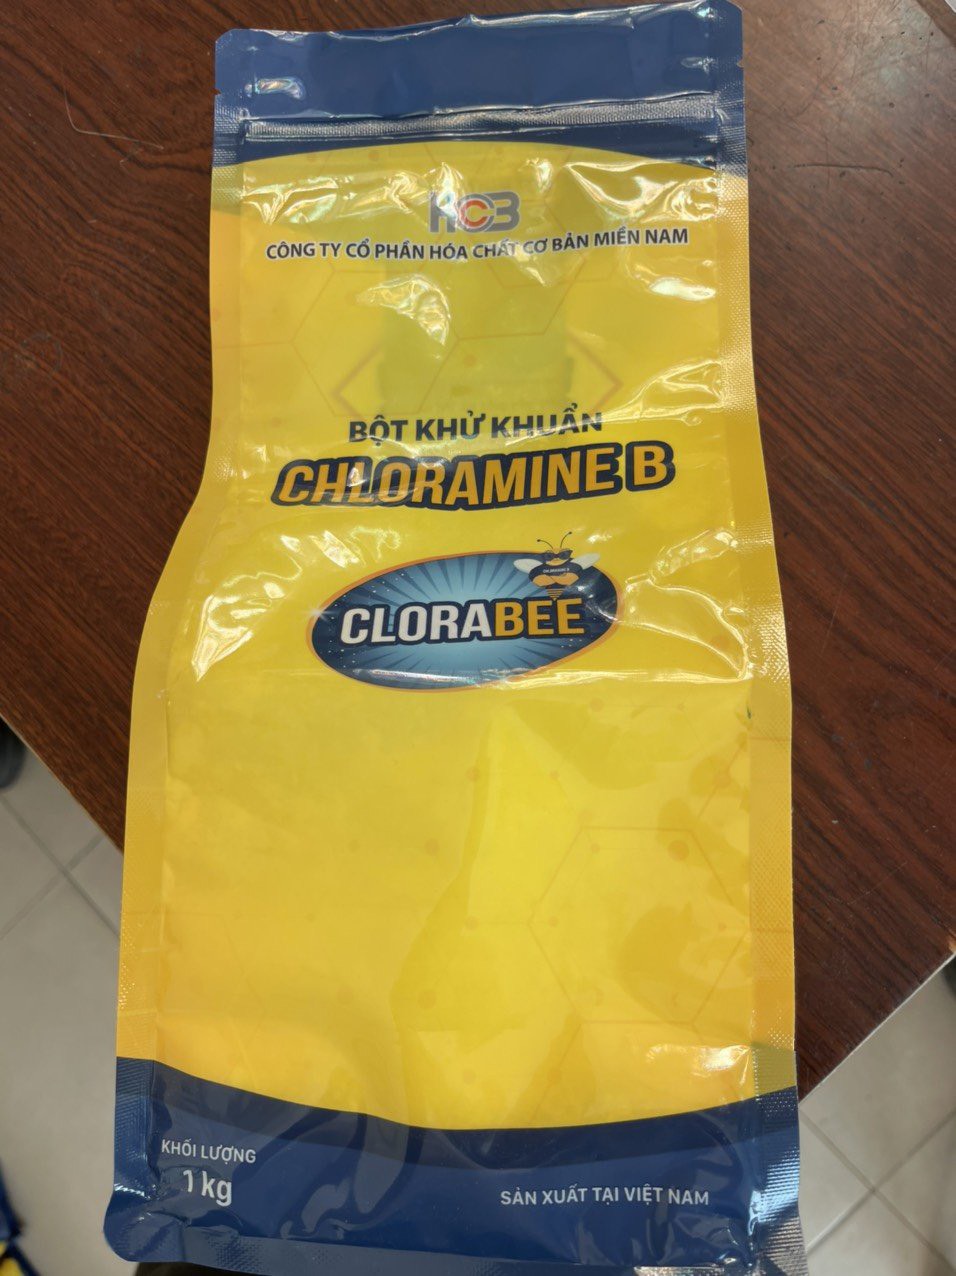 HCB
CÔNG TY CỔ PHẦN HÓA CHẤT CƠ BẢN MIỀN NAM
BỘT KHỬ KHUẨN
CHLORAMINE B
CHLORAMINE B
CLORABEE
KHỐI LƯỢNG
1 kg
SẢN XUẤT TẠI VIỆT NAM